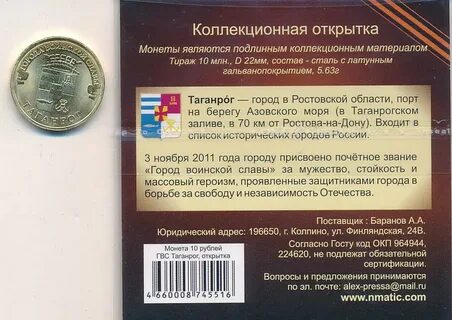 ГОРОДА ВОИНСКОЙ СЛАВЫ
ТАГАНРОГ
Коллекционная открытка
Монеты являются подлинным коллекционным материалом
Тираж 10 млн., D 22мм, состав - сталь с латунным
гальванопокрытием, 5.63г
Таганро́г — город в Ростовской области, порт
на берегу Азовского моря (в Таганрогском
заливе, в 70 км от Ростова-на-Дону). Входит в
список исторических городов России.
3 ноября 2011 года городу присвоено почётное звание
«Город воинской славы» за мужество, стойкость и
массовый героизм, проявленные защитниками города в
борьбе за свободу и независимость Отечества.
Поставщик : Баранов А.А.
Юридический адрес: 196650, г. Колпино, ул. Финляндская, 24В.
Согласно Госту код ОКП 964944,
224620, не подлежит обязательной
сертификации.
Вопросы и предложения принимаются
по эл. почте: alex-pressa@mail.ru
www.nmatic.com
Монета 10 рублей
ГВС Таганрог, открытка
4 660008 745516